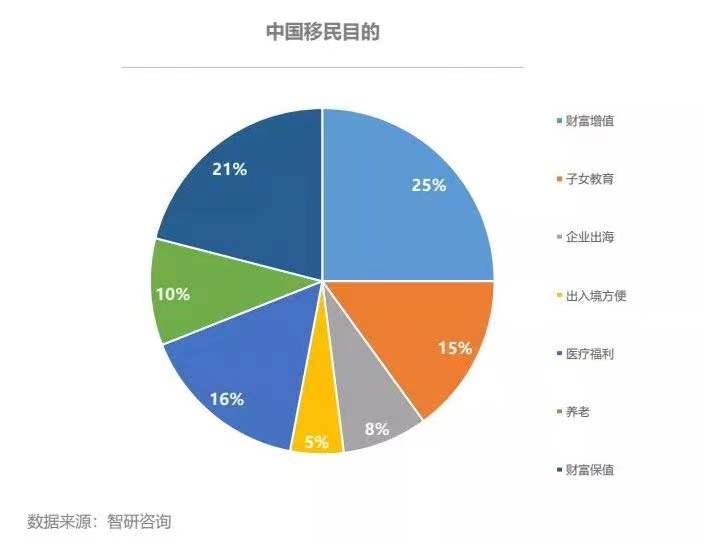 中国移民目的
财富增值
21%
25%
子女教育
企业出海
10%
出入境方便
15%
医疗福利
16%
8%
5%
养老
财富保值
数据来源：智研咨询